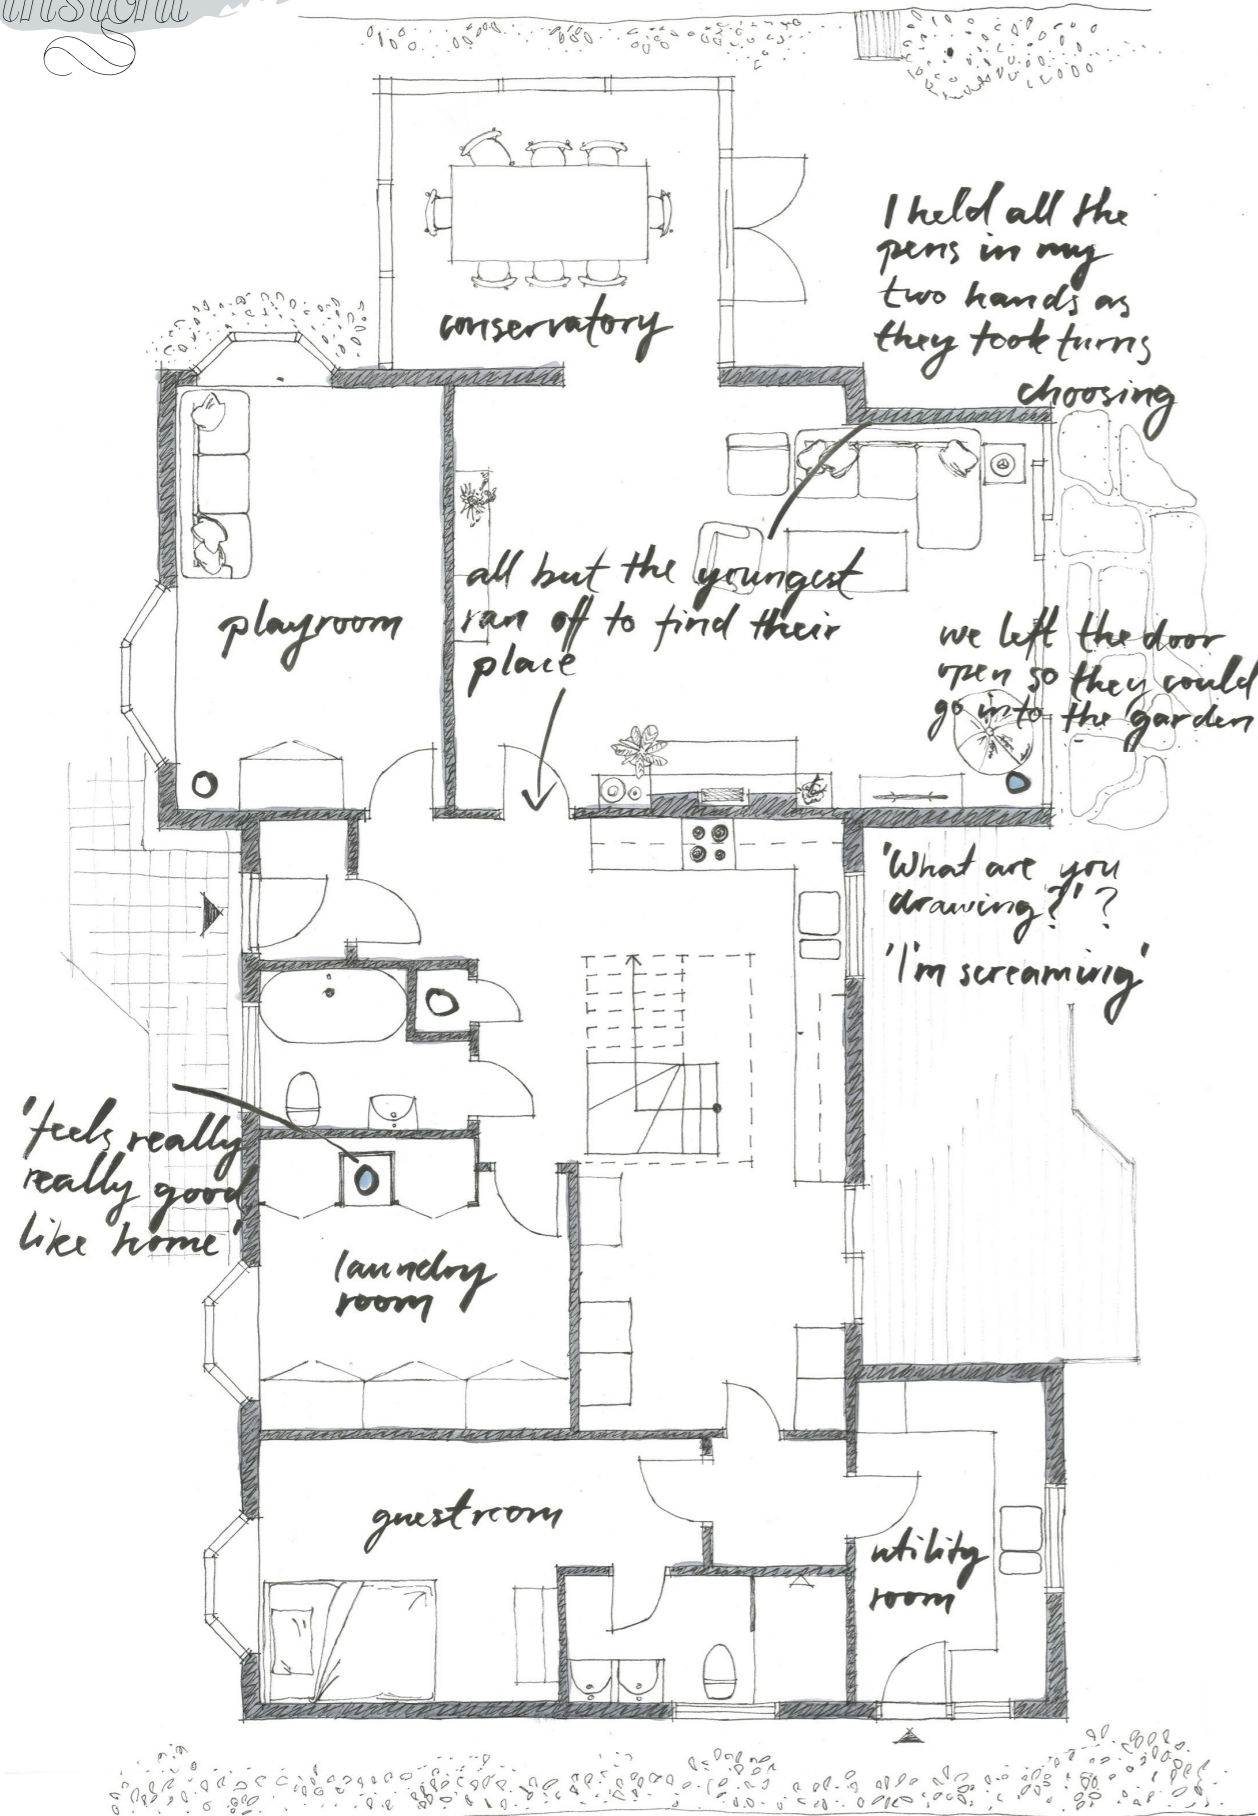 insight
conservatory
I held all the
pens in my
two hands as
they took turns
choosing
all but the youngest
ran off to find their
place
playroom
we left the door
open so they could
go into the garden
'What are you
drawing?'?
'I'm screaming'
'feels really
really good
like home'
laundry
room
guestroom
utility
room